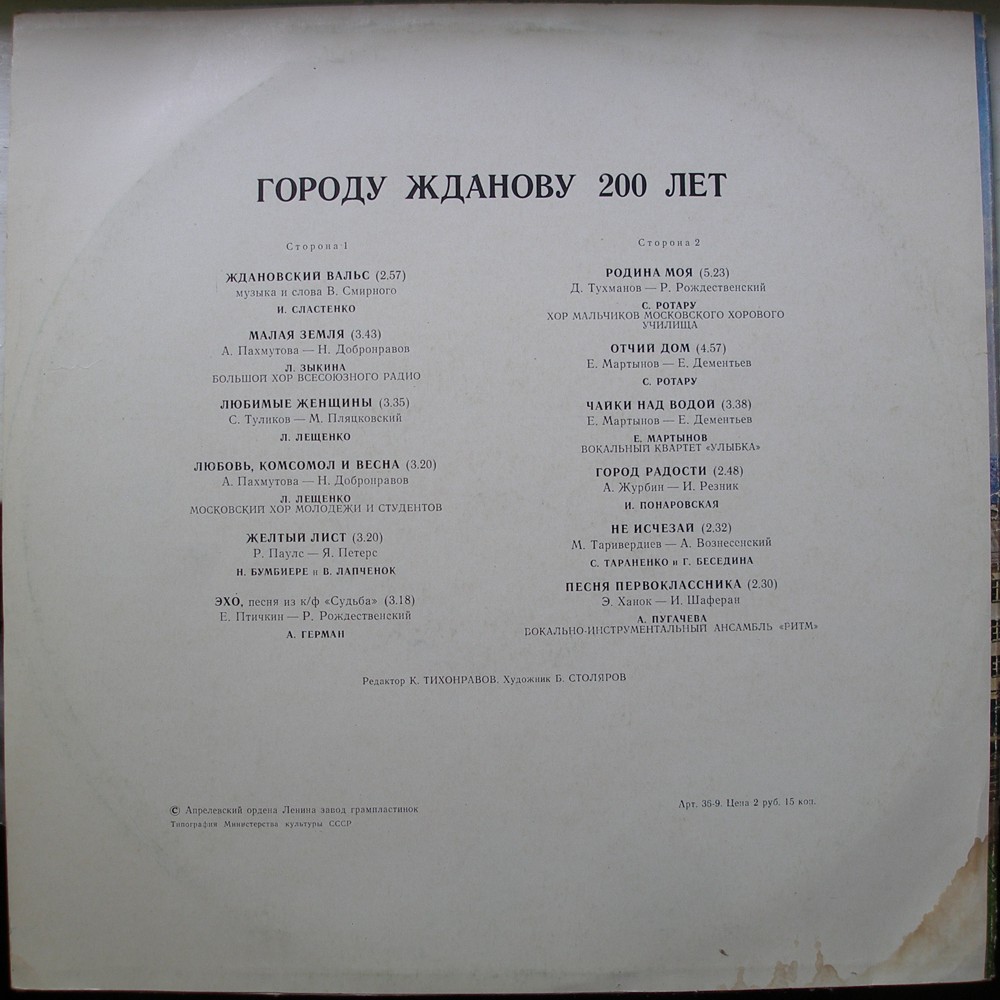 ГОРОДУ ЖДАНОВУ 200 ЛЕТ
Сторона 1
ЖДАНОВСКИЙ ВАЛЬС (2.57)
музыка и слова В. Смирного
И. СЛАСТЕНКО
МАЛАЯ ЗЕМЛЯ (3.43)
А. Пахмутова — Н. Добронравов
Л. ЗЫКИНА
БОЛЬШОЙ ХОР ВСЕСОЮЗНОГО РАДИО
ЛЮБИМЫЕ ЖЕНЩИНЫ (3.35)
С. Туликов — М. Пляцковский
Л. ЛЕЩЕНКО
ЛЮБОВЬ, КОМСОМОЛ И ВЕСНА (3.20)
А. Пахмутова — Н. Добронравов
Л. ЛЕЩЕНКО
МОСКОВСКИЙ ХОР МОЛОДЕЖИ И СТУДЕНТОВ
ЖЕЛТЫЙ ЛИСТ (3.20)
Р. Паулс — Я. Петерс
Н. БУМБИЕРЕ и В. ЛАПЧЕНОК
ЭХО, песня из к/ф «Судьба» (3.18)
Е. Птичкин — Р. Рождественский
А. ГЕРМАН
Сторона 2
РОДИНА МОЯ (5.23)
Д. Тухманов — Р. Рождественский
С. РОТАРУ
ХОР МАЛЬЧИКОВ МОСКОВСКОГО ХОРОВОГО
УЧИЛИЩА
ОТЧИЙ ДОМ (4.57)
Е. Мартынов — Е. Дементьев
С. РОТАРУ
ЧАЙКИ НАД ВОДОЙ (3.38)
Е. Мартынов — Е. Дементьев
Е. МАРТЫНОВ
ВОКАЛЬНЫЙ КВАРТЕТ «УЛЫБКА»
ГОРОД РАДОСТИ (2.48)
А. Журбин — И. Резник
И. ПОНАРОВСКАЯ
НЕ ИСЧЕЗАЙ (2.32)
М. Таривердиев — А. Вознесенский
С. ТАРАНЕНКО и Г. БЕСЕДИНА
ПЕСНЯ ПЕРВОКЛАССНИКА (2.30)
Э. Ханок — И. Шаферан
А. ПУГАЧЕВА
ВОКАЛЬНО-ИНСТРУМЕНТАЛЬНЫЙ АНСАМБЛЬ «РИТМ»
Редактор К. ТИХОНРАВОВ. Художник Б. СТОЛЯРОВ
© Апрелевский ордена Ленина завод грампластинок
Типография Министерства культуры СССР
Арт. 35-9. Цена 2 руб. 15 коп.